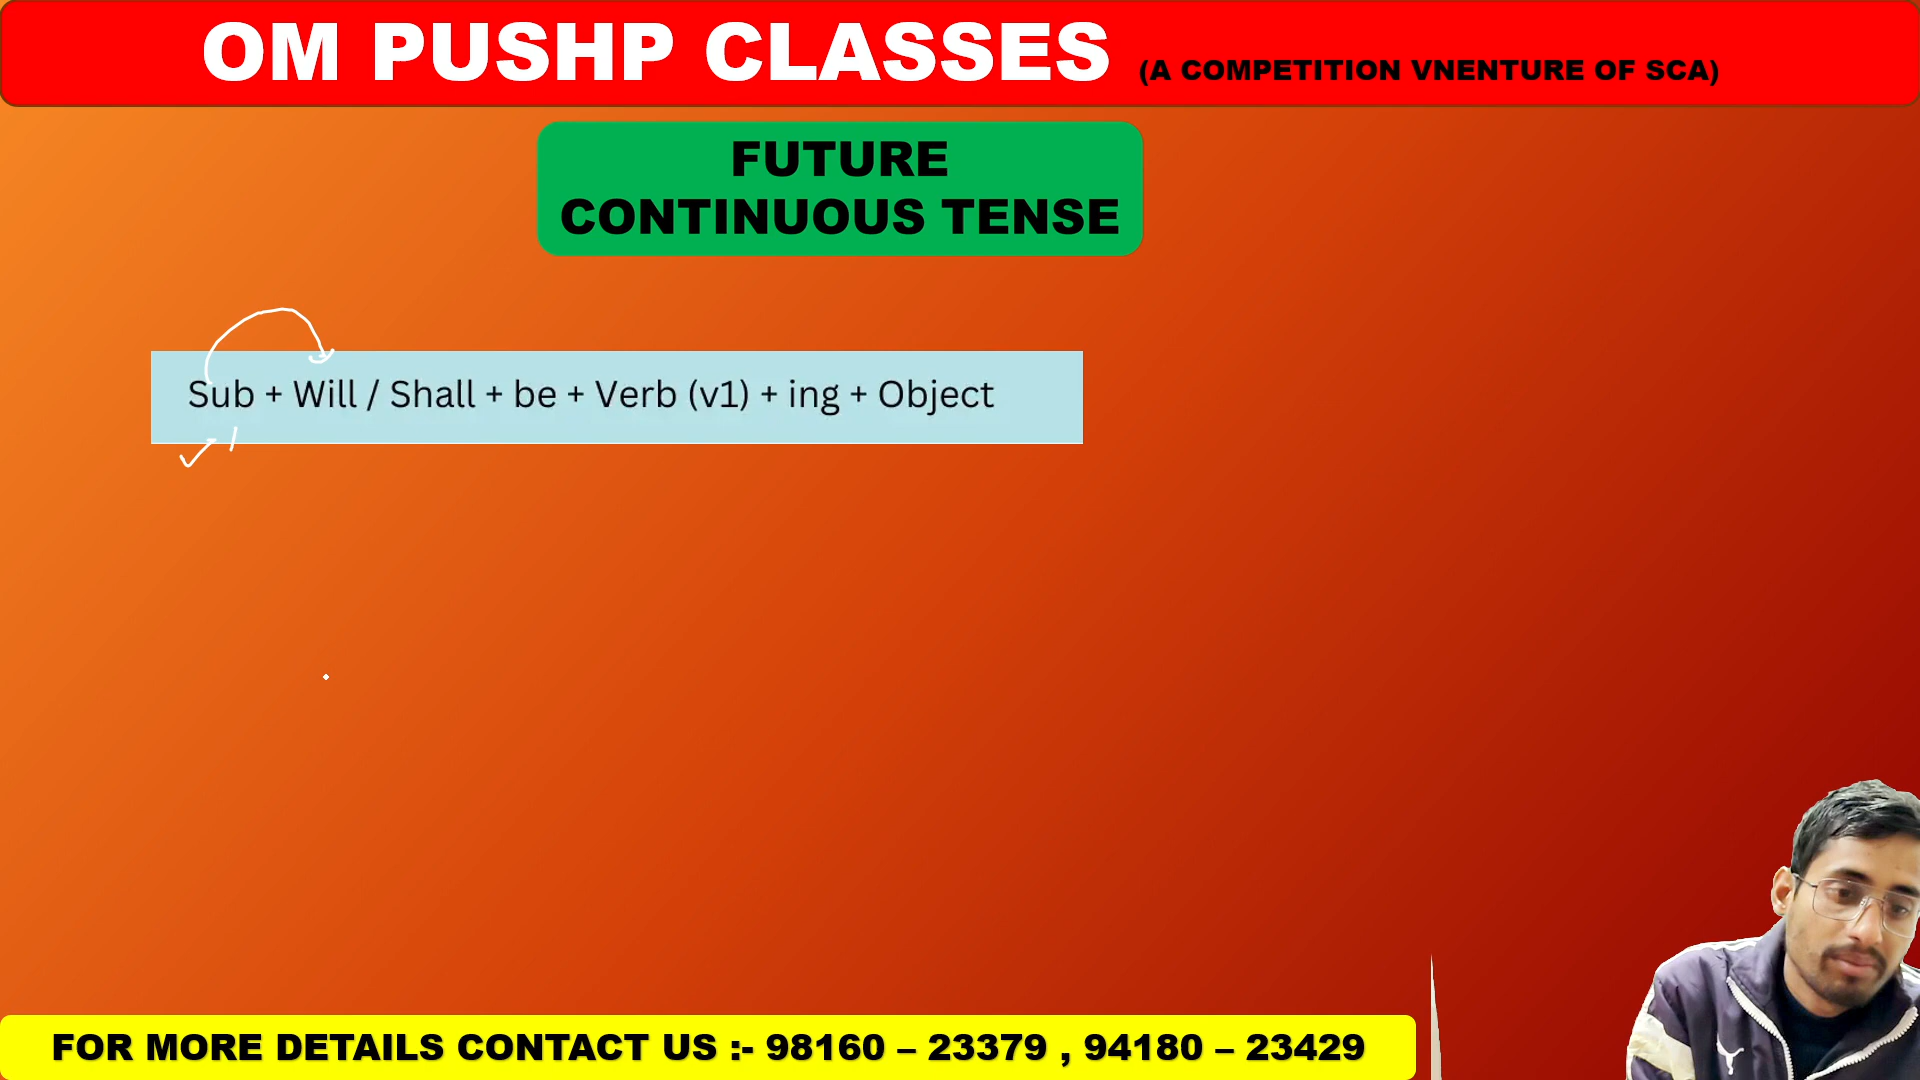 OM PUSHP CLASSES (A COMPETITION VNENTURE OF SCA)
FUTURE
CONTINUOUS TENSE
Sub + Will / Shall + be + Verb (v1) + ing + Object
FOR MORE DETAILS CONTACT US :- 98160 – 23379 , 94180 – 23429